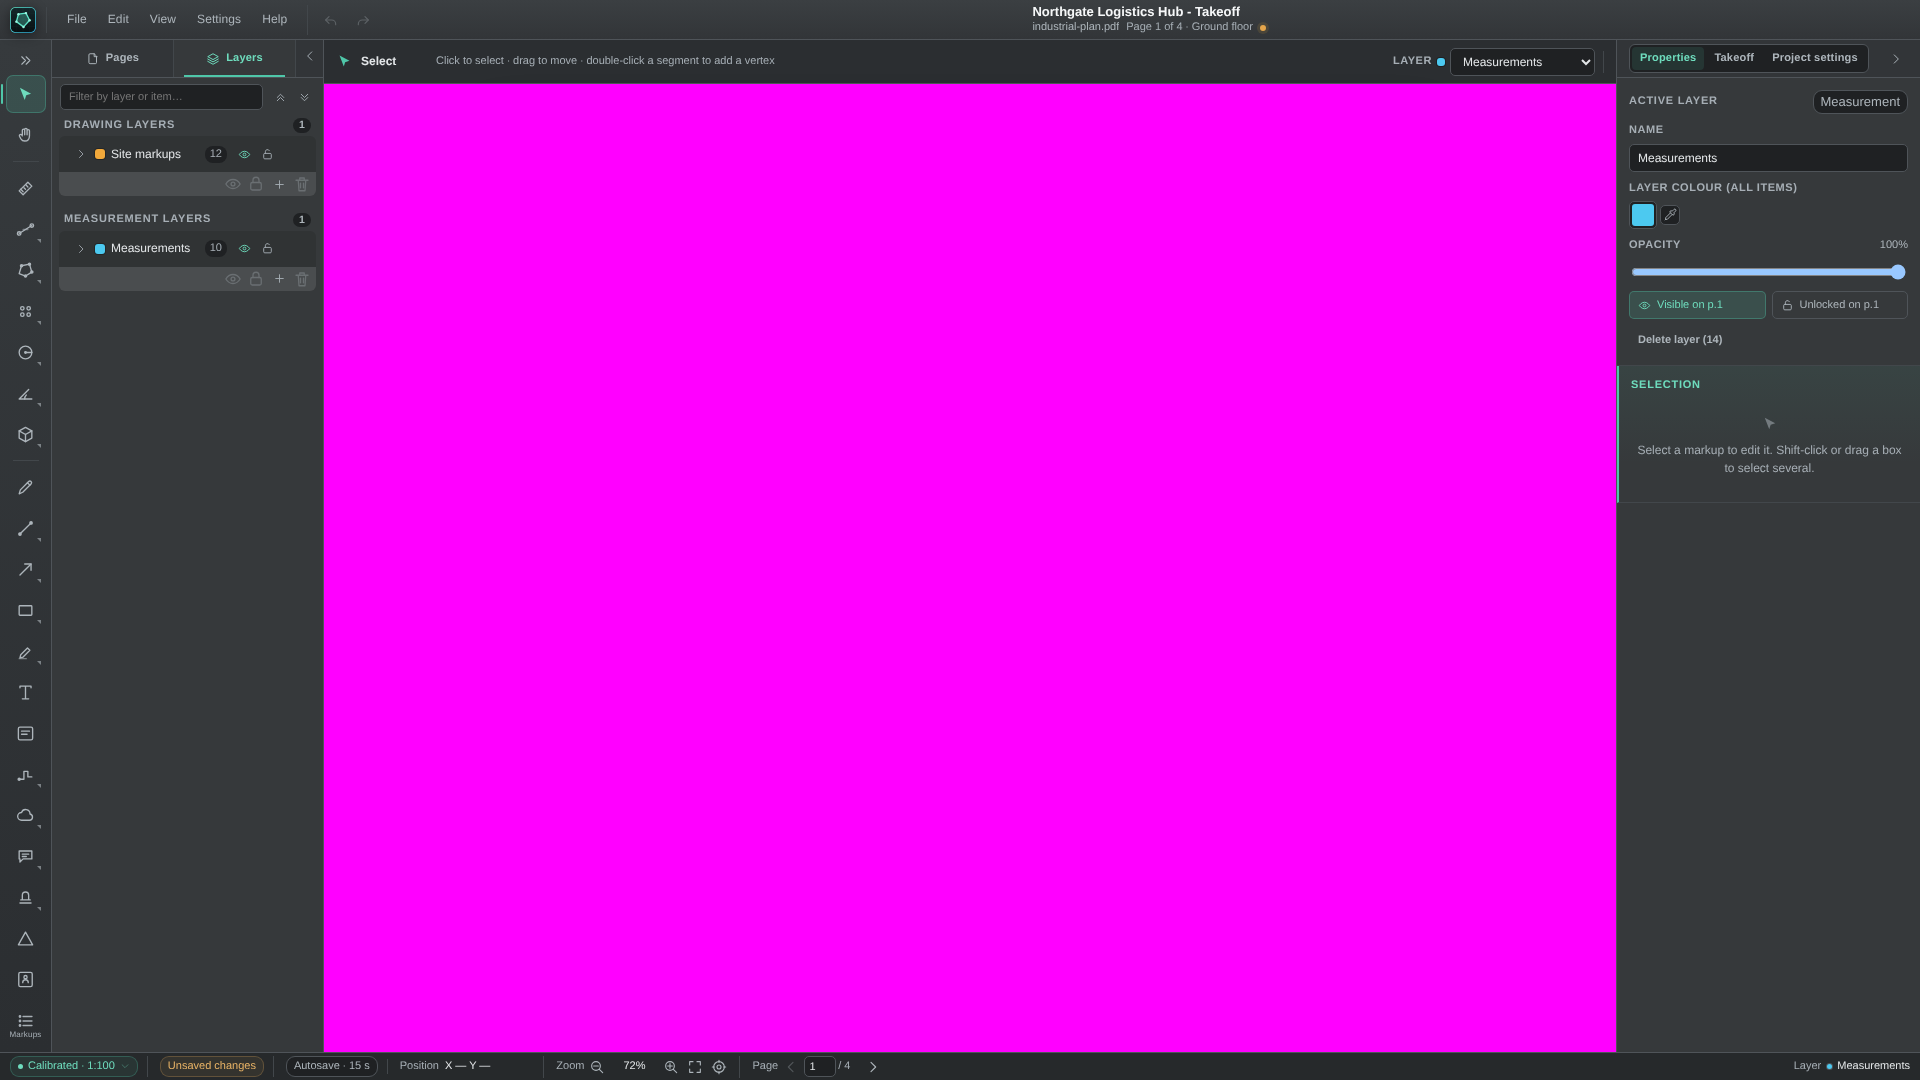 File Edit View Settings Help
Northgate Logistics Hub - Takeoff
industrial-plan.pdf Page 1 of 4 · Ground floor
Pages
Layers
Select
Click to select · drag to move · double-click a segment to add a vertex
LAYER
Measurements
Properties
Takeoff
Project settings
Filter by layer or item…
DRAWING LAYERS
1
Site markups
12
MEASUREMENT LAYERS
1
Measurements
10
ACTIVE LAYER
Measurement
NAME
Measurements
LAYER COLOUR (ALL ITEMS)
OPACITY
100%
Visible on p.1
Unlocked on p.1
Delete layer (14)
SELECTION
Select a markup to edit it. Shift-click or drag a box
to select several.
Markups
Calibrated · 1:100
Unsaved changes
Autosave · 15 s
Position X — Y —
Zoom
72%
Page
1
/ 4
Layer
Measurements